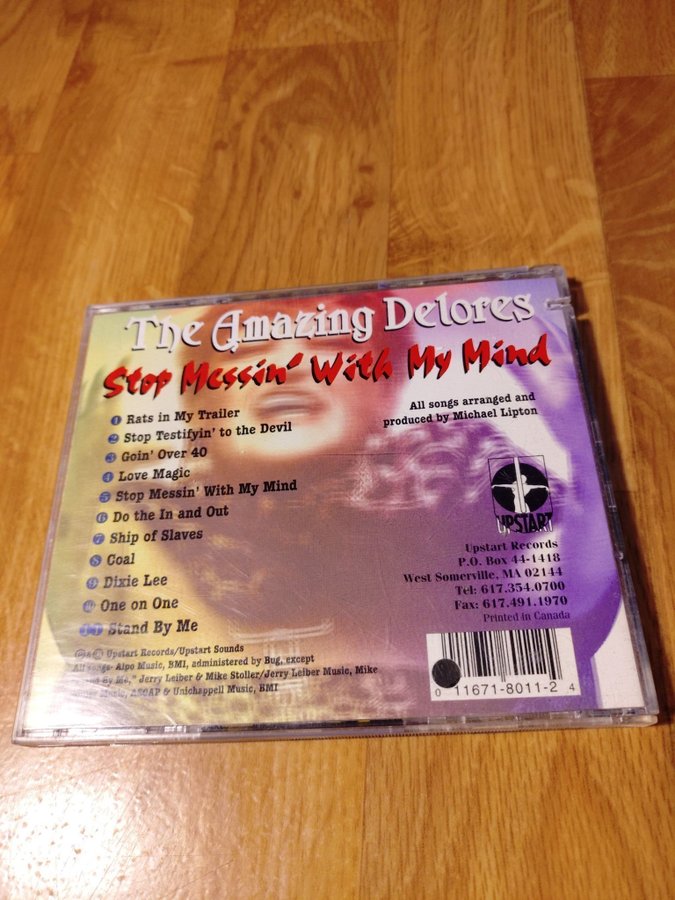 The Amazing Delores
Stop Messin' With My Mind
1 Rats in My Trailer
2 Stop Testifyin' to the Devil
3 Goin' Over 40
4 Love Magic
5 Stop Messin' With My Mind
6 Do the In and Out
7 Ship of Slaves
8 Coal
9 Dixie Lee
10 One on One
11 Stand By Me
All songs arranged and
produced by Michael Lipton
UPSTART
Upstart Records
P.O. Box 44-1418
West Somerville, MA 02144
Tel: 617.354.0700
Fax: 617.491.1970
Printed in Canada
Upstart Records/Upstart Sounds
All songs- Alpo Music, BMI, administered by Bug, except
By Me," Jerry Leiber & Mike Stoller/Jerry Leiber Music, Mike
Music, ASCAP & Unichappell Music, BMI
0 11671-8011-2 4